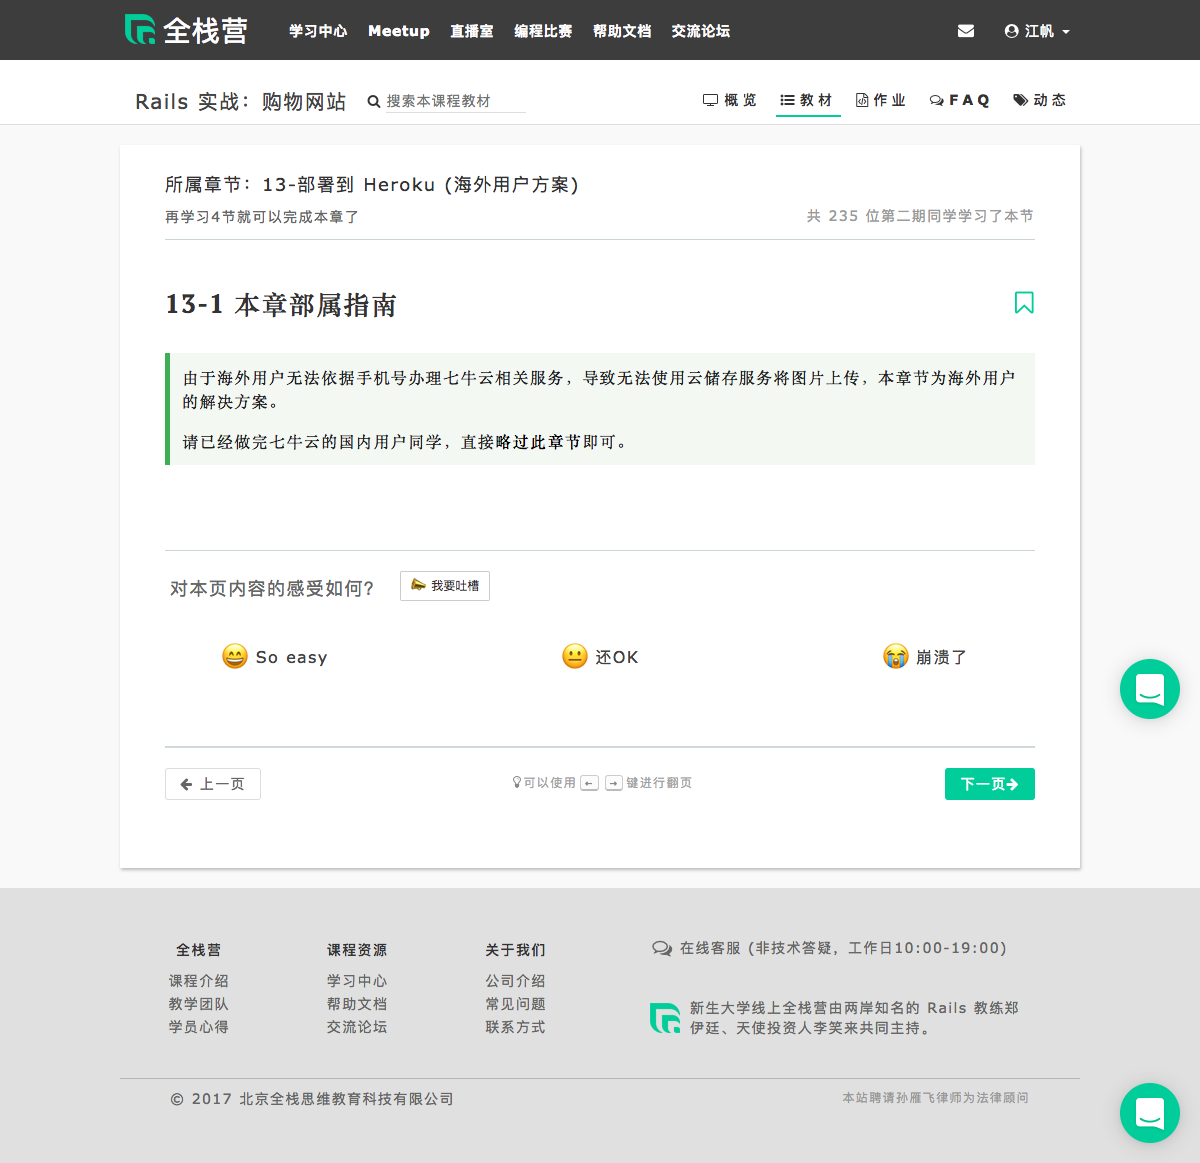 全栈营 学习中心 Meetup 直播室 编程比赛 帮助文档 交流论坛 江帆
Rails 实战：购物网站 搜索本课程教材 概览 教材 作业 FAQ 动态
所属章节：13-部署到 Heroku (海外用户方案)
再学习4节就可以完成本章了 共 235 位第二期同学学习了本节
13-1 本章部属指南
由于海外用户无法依据手机号办理七牛云相关服务，导致无法使用云储存服务将图片上传，本章节为海外用户
的解决方案。
请已经做完七牛云的国内用户同学，直接略过此章节即可。
对本页内容的感受如何? 我要吐槽
So easy 还OK 崩溃了
上一页 可以使用 ← → 键进行翻页 下一页
全栈营 课程资源 关于我们 在线客服 (非技术答疑，工作日10:00-19:00)
课程介绍 学习中心 公司介绍
教学团队 帮助文档 常见问题 新生大学线上全栈营由两岸知名的 Rails 教练郑
学员心得 交流论坛 联系方式 伊廷、天使投资人李笑来共同主持。
© 2017 北京全栈思维教育科技有限公司 本站聘请孙雁飞律师为法律顾问